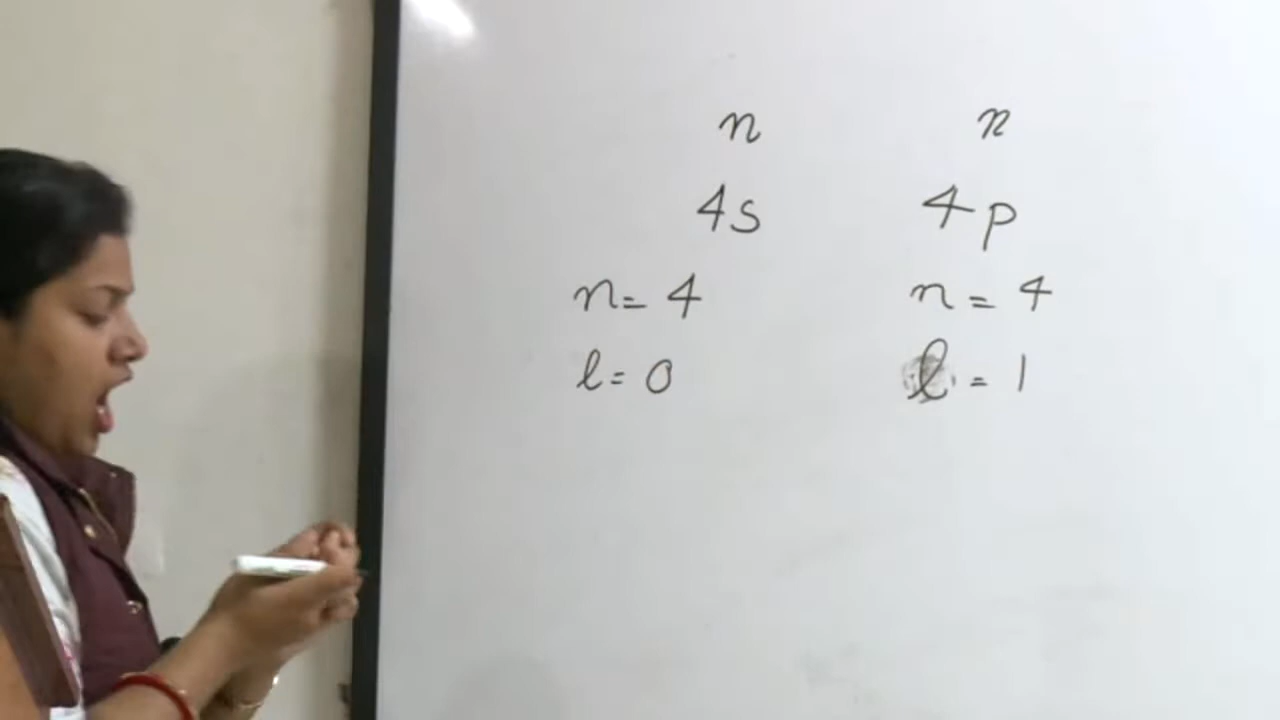 n n
4s 4p
n = 4 n = 4
l = 0 l = 1